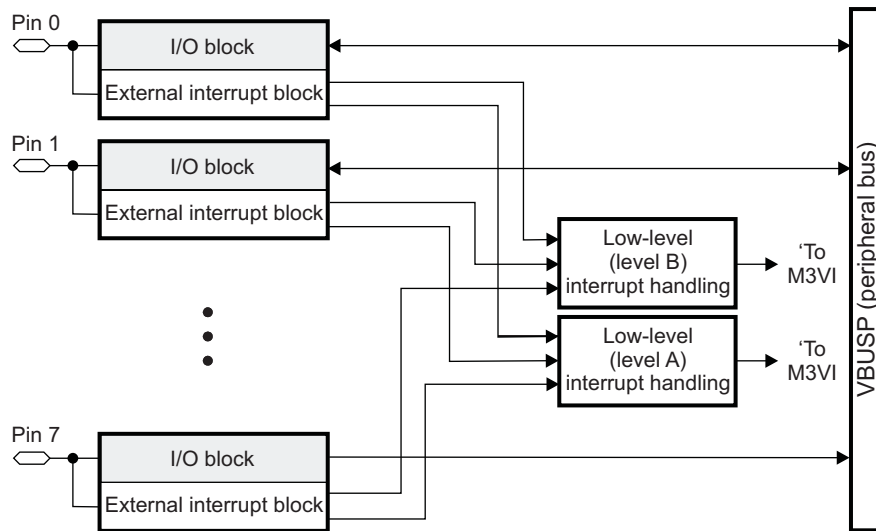 Pin 0
I/O block
External interrupt block
Pin 1
I/O block
External interrupt block
Low-level
(level B)
interrupt handling
‘To
M3VI
Low-level
(level A)
interrupt handling
‘To
M3VI
Pin 7
I/O block
External interrupt block
VBUSP (peripheral bus)